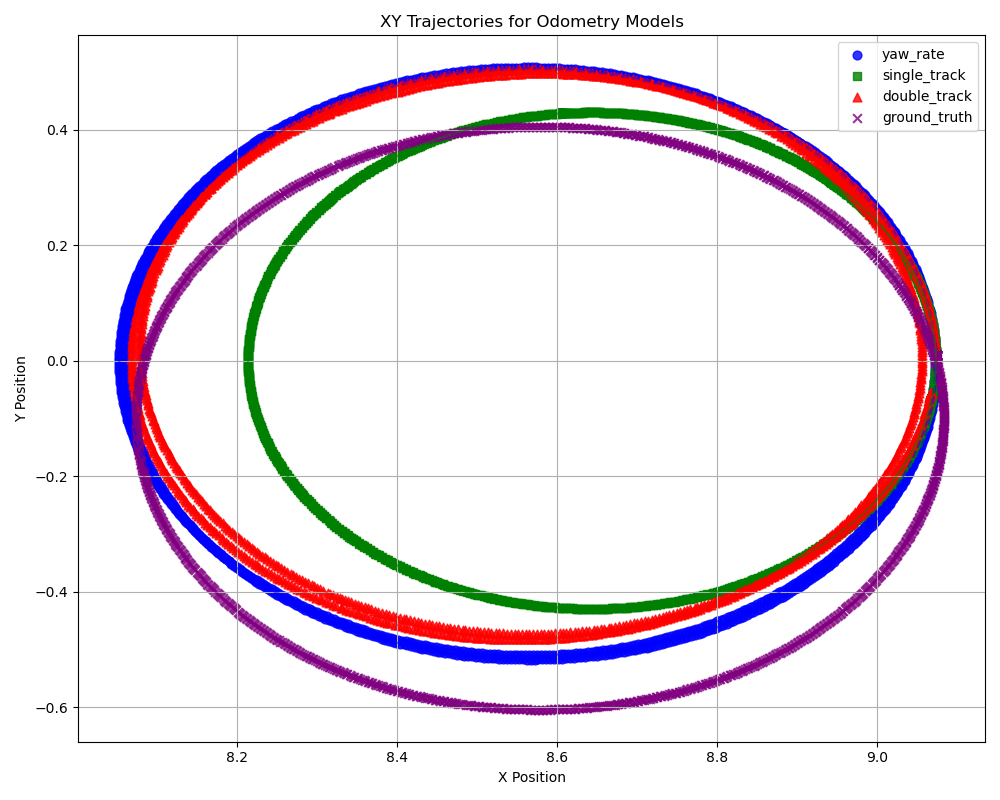 XY Trajectories for Odometry Models
yaw_rate
single_track
double_track
ground_truth
Y Position
0.4
0.2
0.0
−0.2
−0.4
−0.6
8.2 8.4 8.6 8.8 9.0
X Position